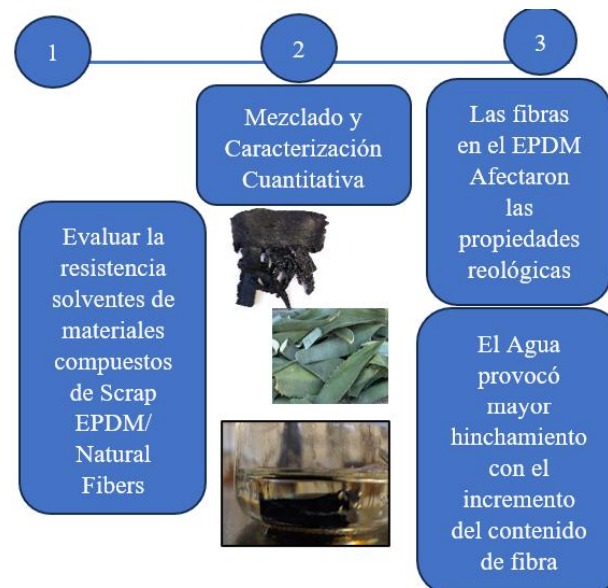 1
2
3
Evaluar la
resistencia
solventes de
materiales
compuestos
de Scrap
EPDM/
Natural
Fibers
Mezclado y
Caracterización
Cuantitativa
Las fibras
en el EPDM
Afectaron
las
propiedades
reológicas
El Agua
provocó
mayor
hinchamiento
con el
incremento
del contenido
de fibra